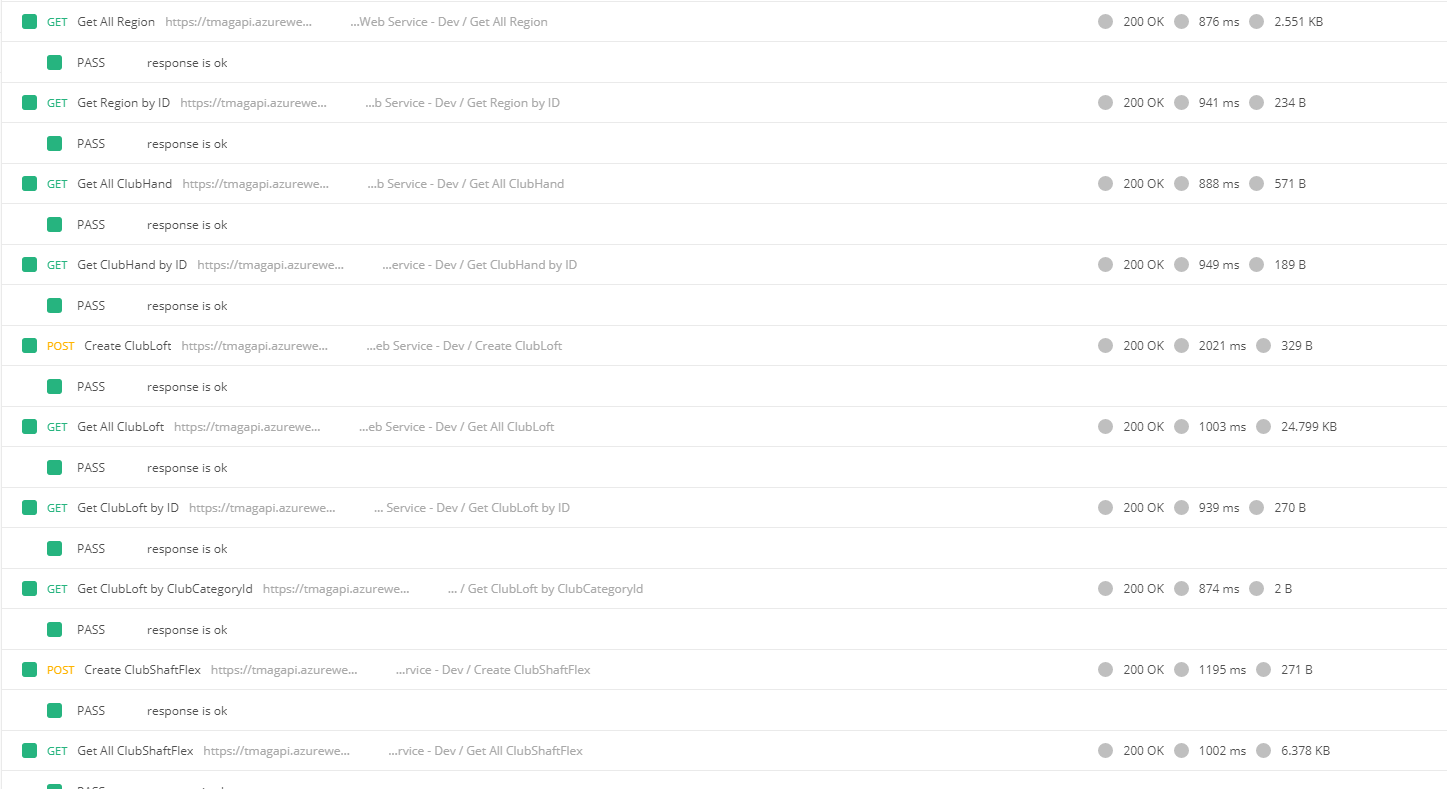 GET Get All Region https://tmagapi.azurewe... ...Web Service - Dev / Get All Region 200 OK 876 ms 2.551 KB
PASS response is ok
GET Get Region by ID https://tmagapi.azurewe... ...b Service - Dev / Get Region by ID 200 OK 941 ms 234 B
PASS response is ok
GET Get All ClubHand https://tmagapi.azurewe... ...b Service - Dev / Get All ClubHand 200 OK 888 ms 571 B
PASS response is ok
GET Get ClubHand by ID https://tmagapi.azurewe... ...ervice - Dev / Get ClubHand by ID 200 OK 949 ms 189 B
PASS response is ok
POST Create ClubLoft https://tmagapi.azurewe... ...eb Service - Dev / Create ClubLoft 200 OK 2021 ms 329 B
PASS response is ok
GET Get All ClubLoft https://tmagapi.azurewe... ...eb Service - Dev / Get All ClubLoft 200 OK 1003 ms 24.799 KB
PASS response is ok
GET Get ClubLoft by ID https://tmagapi.azurewe... ... Service - Dev / Get ClubLoft by ID 200 OK 939 ms 270 B
PASS response is ok
GET Get ClubLoft by ClubCategoryId https://tmagapi.azurewe... ... / Get ClubLoft by ClubCategoryId 200 OK 874 ms 2 B
PASS response is ok
POST Create ClubShaftFlex https://tmagapi.azurewe... ...rvice - Dev / Create ClubShaftFlex 200 OK 1195 ms 271 B
PASS response is ok
GET Get All ClubShaftFlex https://tmagapi.azurewe... ...rvice - Dev / Get All ClubShaftFlex 200 OK 1002 ms 6.378 KB